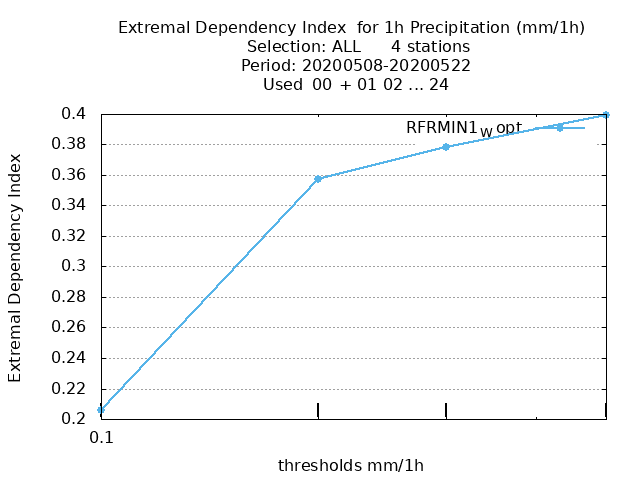 Extremal Dependency Index  for 1h Precipitation (mm/1h)
Selection: ALL      4 stations
Period: 20200508-20200522
Used  00 + 01 02 ... 24
RFRMIN1_W opt
0.4
0.38
0.36
0.34
0.32
0.3
0.28
0.26
0.24
0.22
0.2
Extremal Dependency Index
0.1
thresholds mm/1h